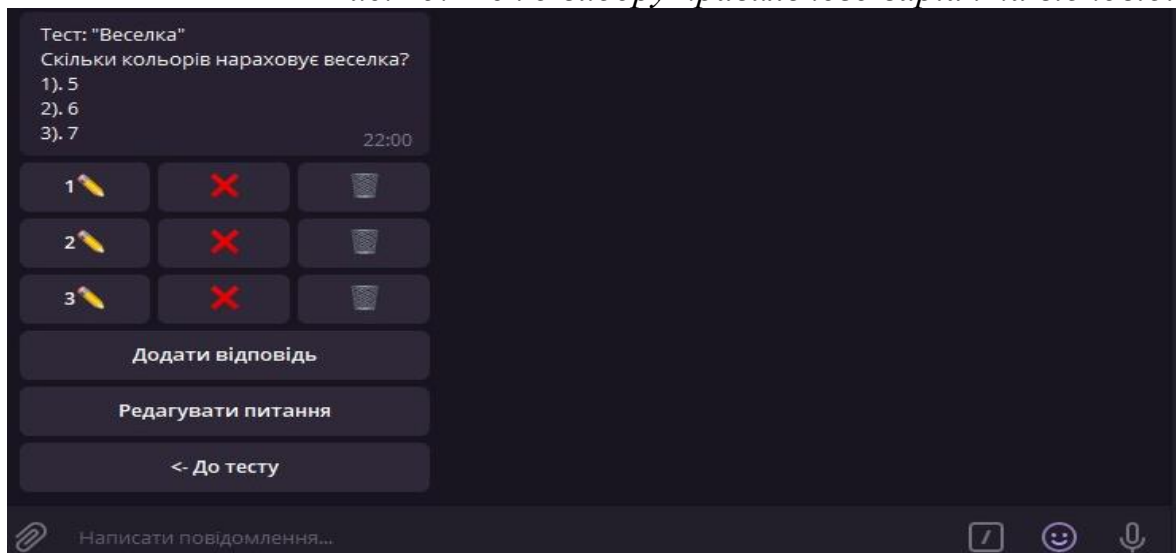 Тест: "Веселка"
Скільки кольорів нараховує веселка?
1). 5
2). 6
3). 7
22:00
1
2
3
Додати відповідь
Редагувати питання
<- До тесту
Написати повідомлення...